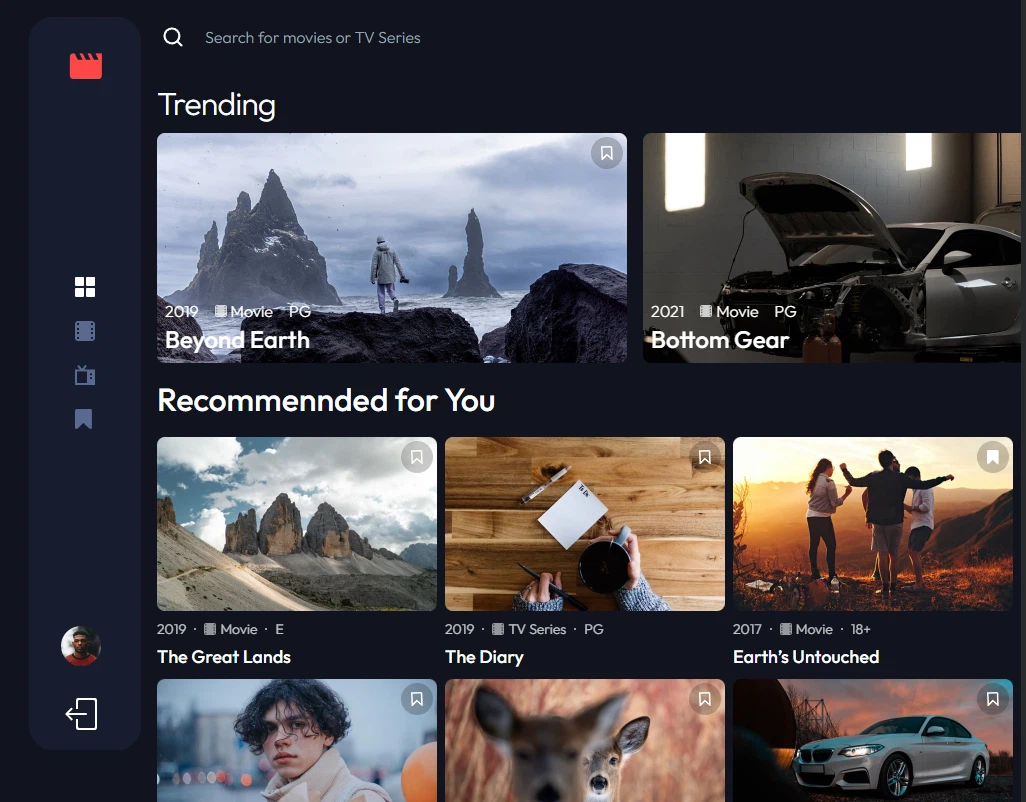 Search for movies or TV Series
Trending
2019 Movie PG
Beyond Earth
2021 Movie PG
Bottom Gear
Recommennded for You
2019 · Movie · E
The Great Lands
2019 · TV Series · PG
The Diary
2017 · Movie · 18+
Earth's Untouched